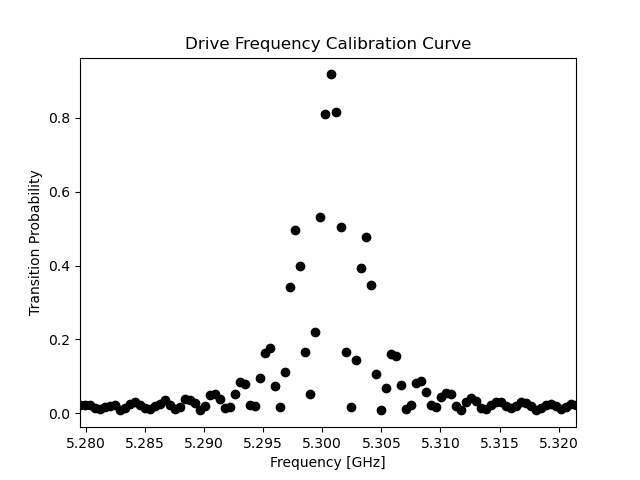 Drive Frequency Calibration Curve
Transition Probability
0.8
0.6
0.4
0.2
0.0
5.280 5.285 5.290 5.295 5.300 5.305 5.310 5.315 5.320
Frequency [GHz]